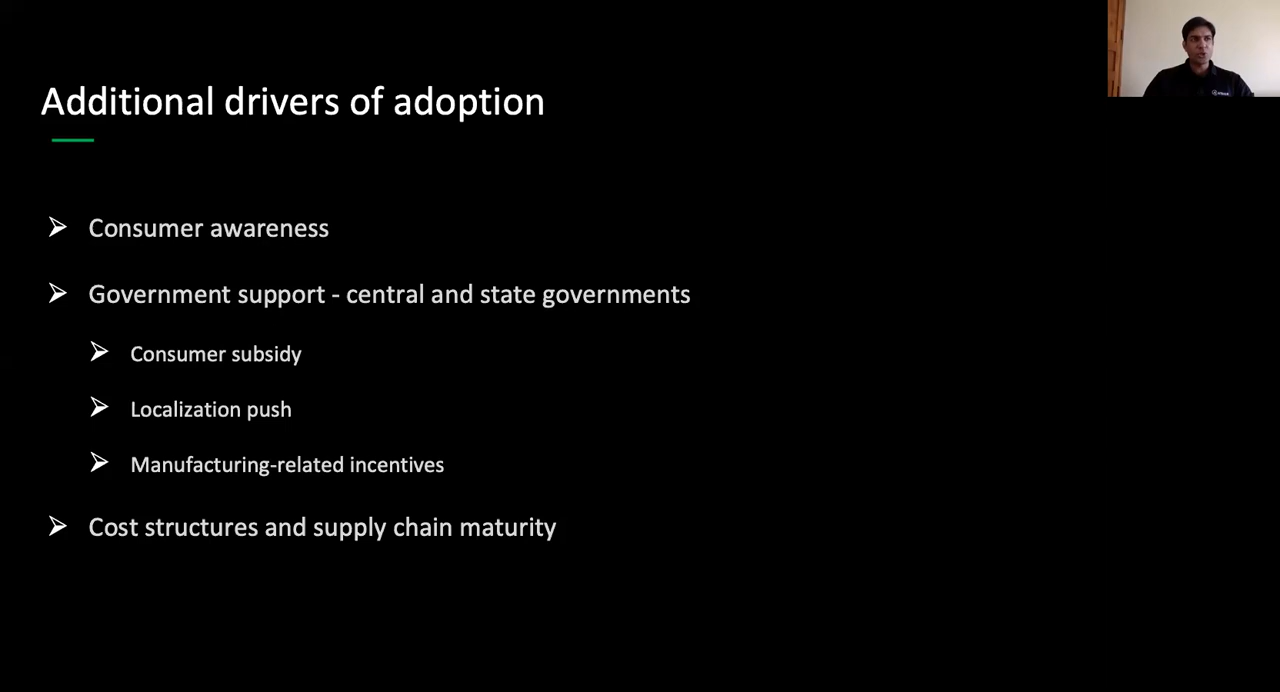 Additional drivers of adoption
Consumer awareness
Government support - central and state governments
Consumer subsidy
Localization push
Manufacturing-related incentives
Cost structures and supply chain maturity